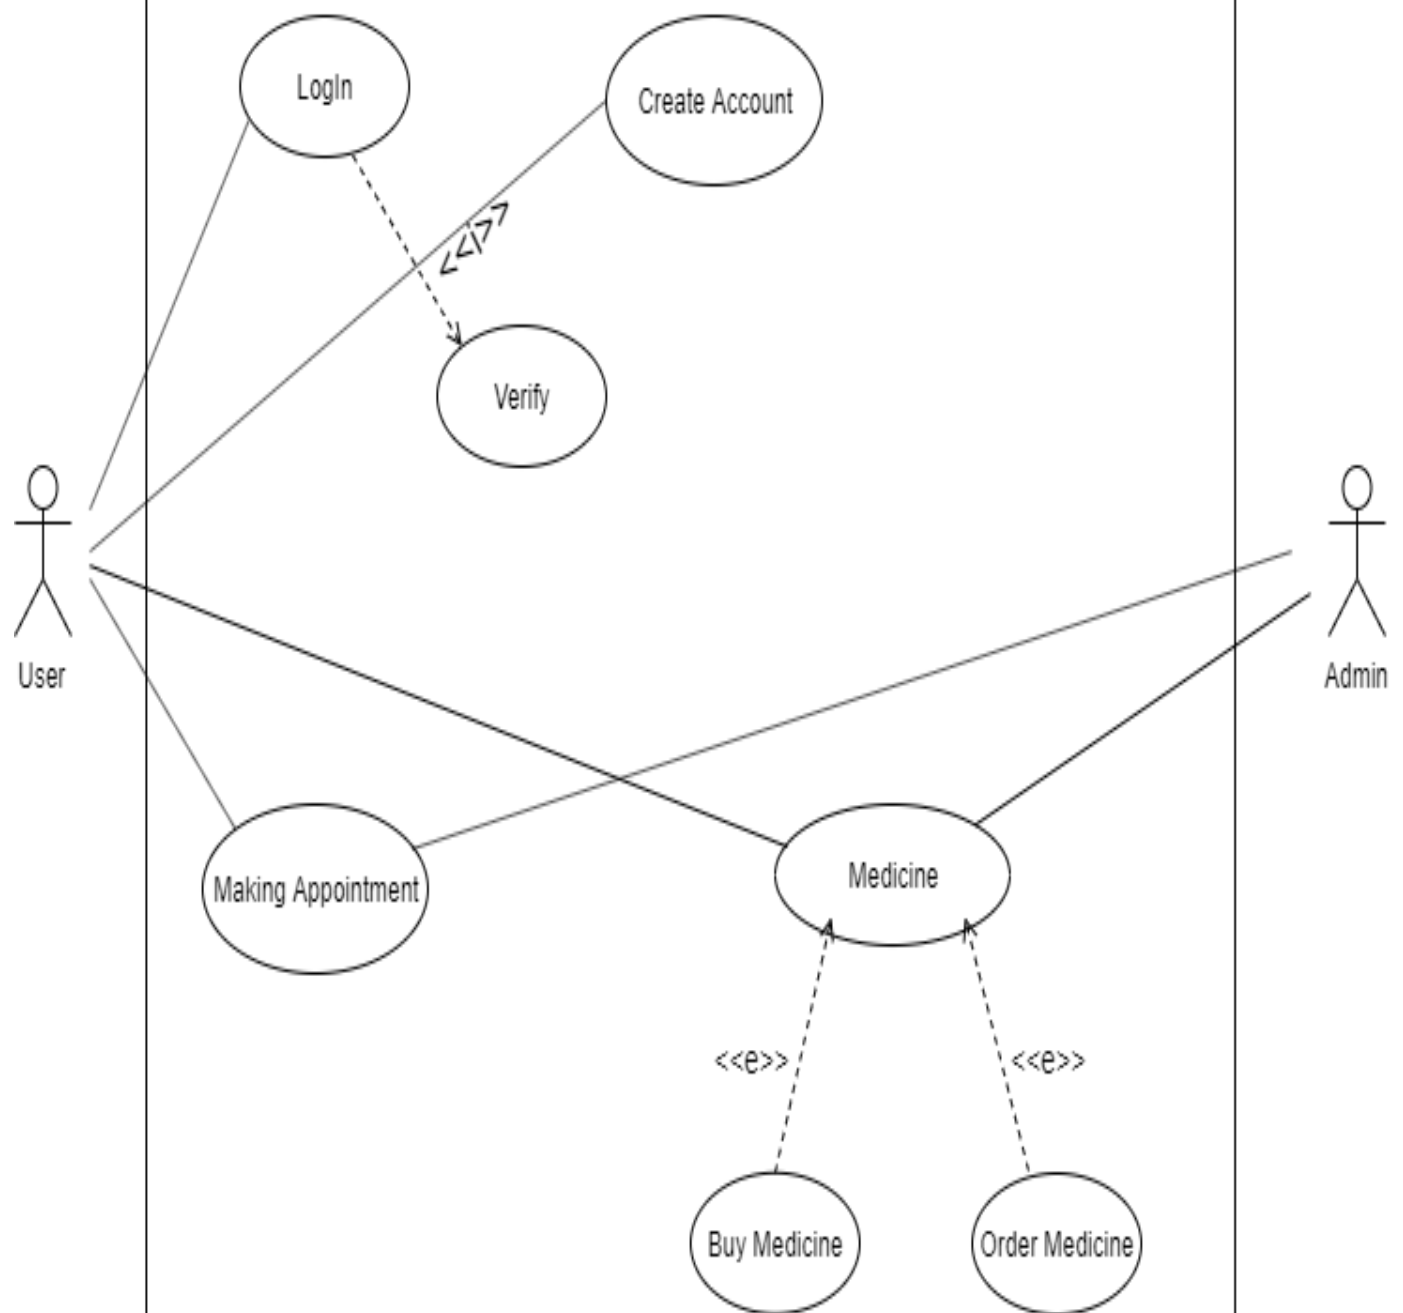 LogIn
Create Account
<<i>>
Verify
User
Admin
Making Appointment
Medicine
<<e>>
<<e>>
Buy Medicine
Order Medicine